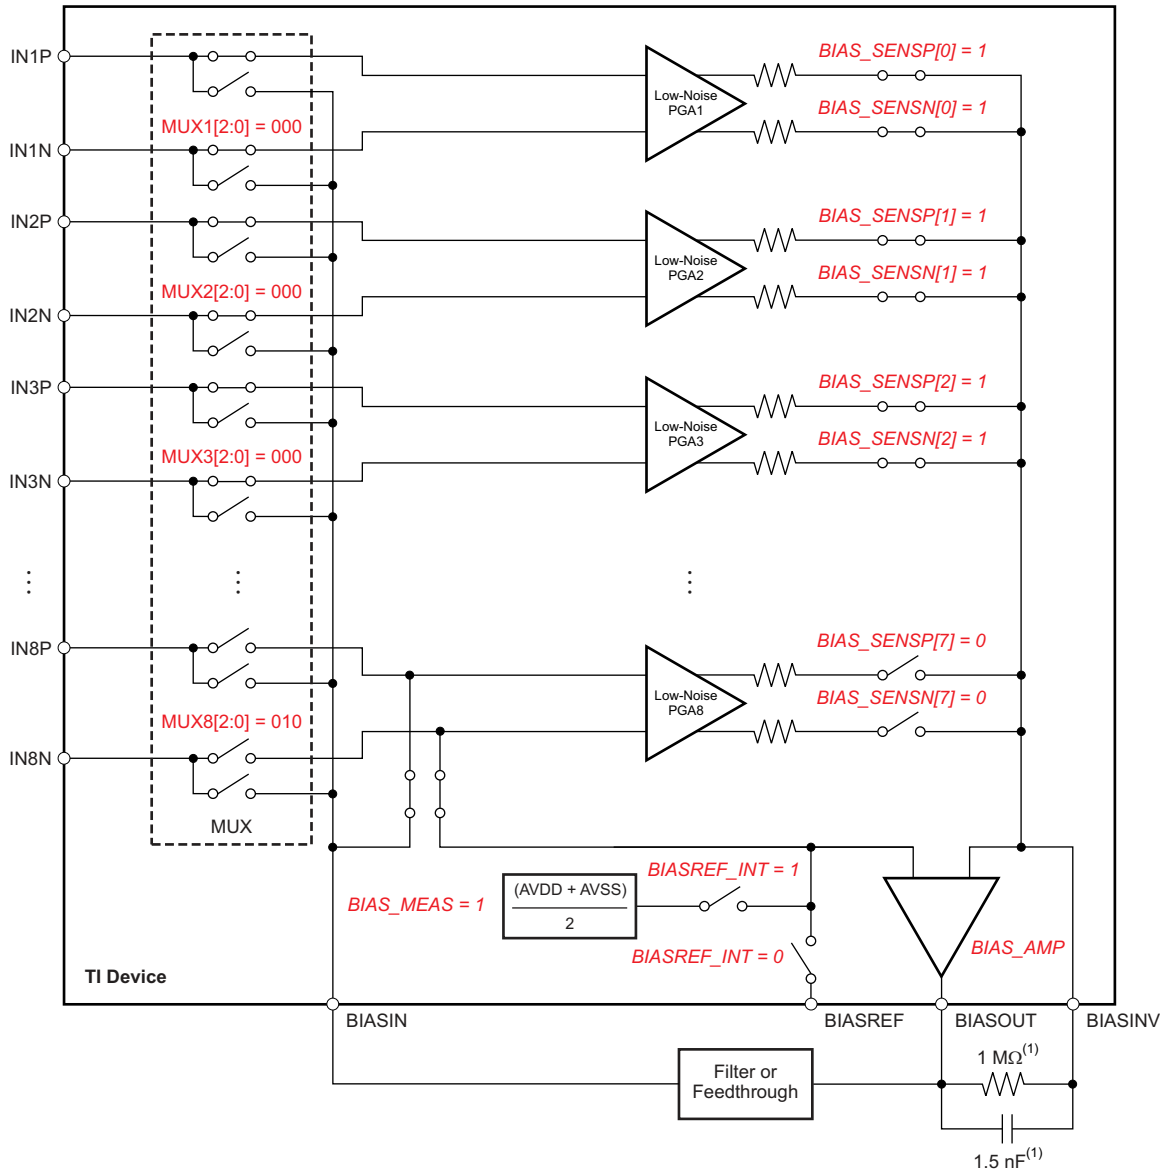 IN1P
BIAS_SENSP[0] = 1
Low-Noise
PGA1
BIAS_SENSN[0] = 1
MUX1[2:0] = 000
IN1N
IN2P
BIAS_SENSP[1] = 1
Low-Noise
PGA2
BIAS_SENSN[1] = 1
MUX2[2:0] = 000
IN2N
IN3P
BIAS_SENSP[2] = 1
Low-Noise
PGA3
BIAS_SENSN[2] = 1
MUX3[2:0] = 000
IN3N
IN8P
BIAS_SENSP[7] = 0
Low-Noise
PGA8
BIAS_SENSN[7] = 0
MUX8[2:0] = 010
IN8N
MUX
BIAS_MEAS = 1
(AVDD + AVSS)
2
BIASREF_INT = 1
BIASREF_INT = 0
BIAS_AMP
TI Device
BIASIN
BIASREF
BIASOUT
BIASINV
Filter or
Feedthrough
1 MΩ(1)
1.5 nF(1)